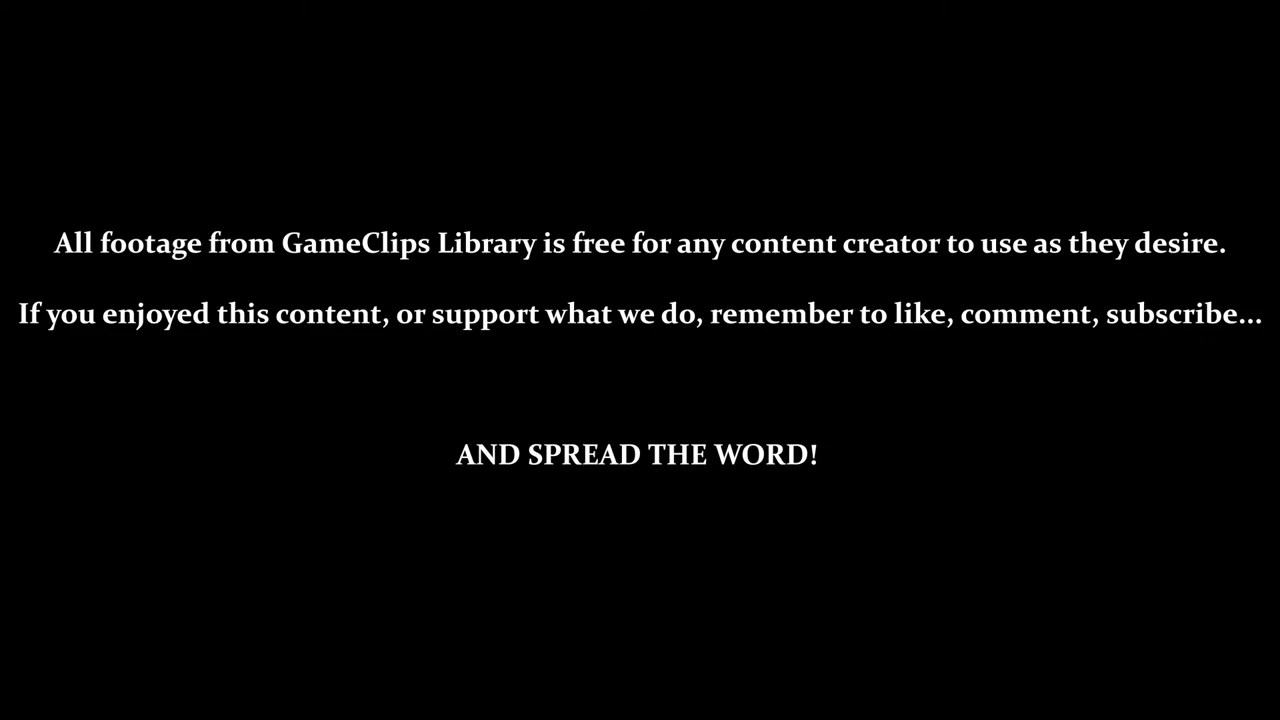 All footage from GameClips Library is free for any content creator to use as they desire.
If you enjoyed this content, or support what we do, remember to like, comment, subscribe...
AND SPREAD THE WORD!